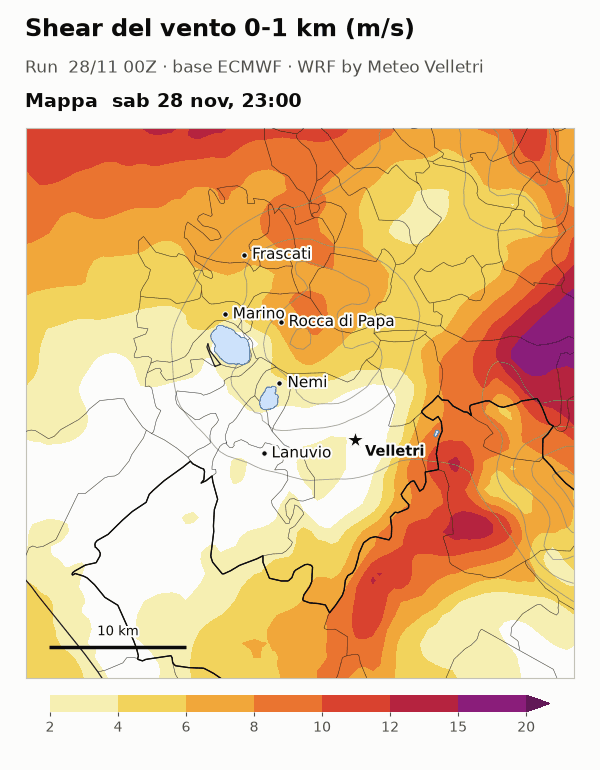 Shear del vento 0-1 km (m/s)
Run  28/11 00Z · base ECMWF · WRF by Meteo Velletri
Mappa  sab 28 nov, 23:00
Frascati
Marino
Rocca di Papa
Nemi
Velletri
Lanuvio
10 km
2 4 6 8 10 12 15 20